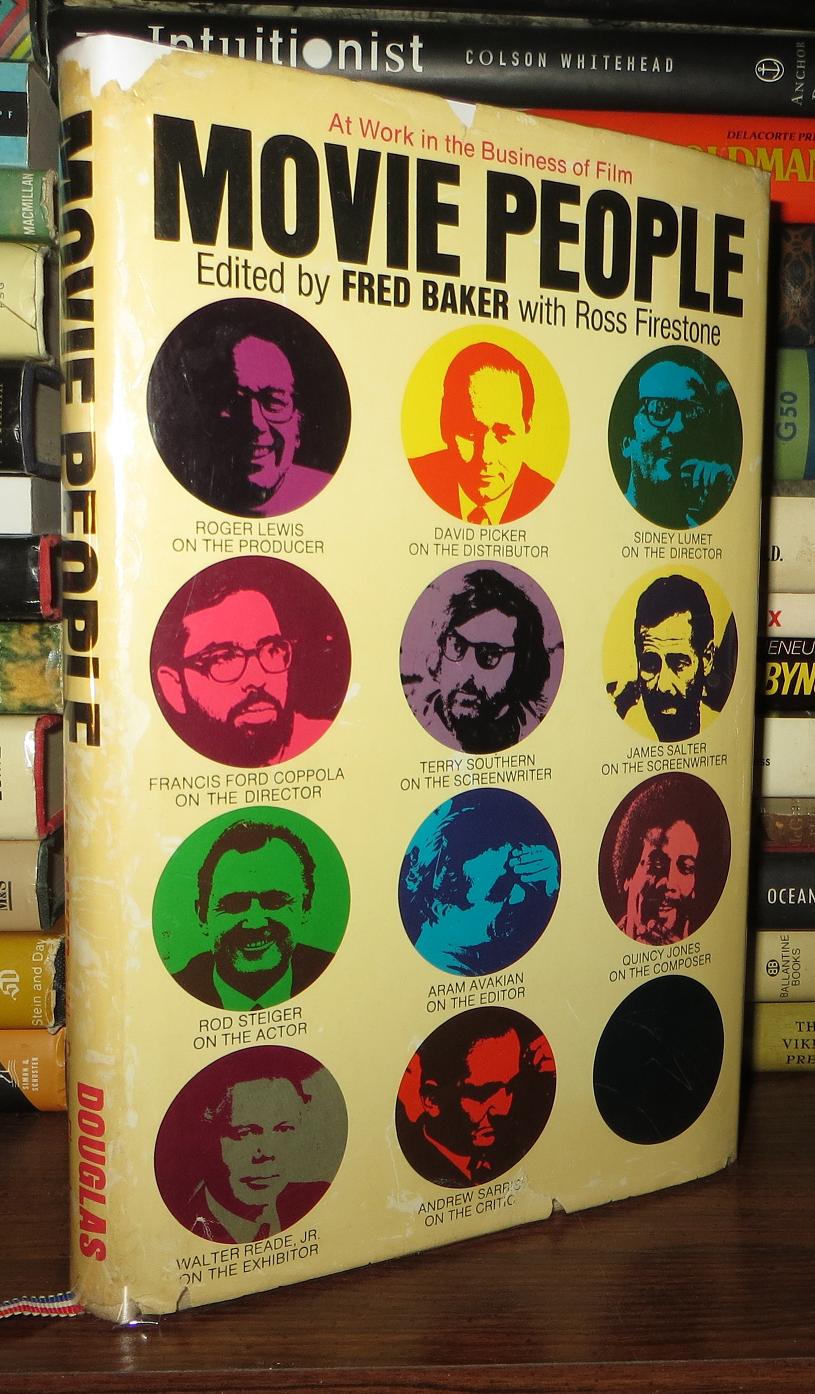 Intuitionist COLSON WHITEHEAD
ANCHOR
DELACORTE
MACMILLAN
At Work in the Business of Film
MOVIE PEOPLE
Edited by FRED BAKER with Ross Firestone
ROGER LEWIS
ON THE PRODUCER
DAVID PICKER
ON THE DISTRIBUTOR
SIDNEY LUMET
ON THE DIRECTOR
FRANCIS FORD COPPOLA
ON THE DIRECTOR
TERRY SOUTHERN
ON THE SCREENWRITER
JAMES SALTER
ON THE SCREENWRITER
ROD STEIGER
ON THE ACTOR
ARAM AVAKIAN
ON THE EDITOR
QUINCY JONES
ON THE COMPOSER
WALTER READE, JR.
ON THE EXHIBITOR
ANDREW SARRIS
ON THE CRITIC
MOVIE PEOPLE
DOUGLAS
G50
X
M&S
OCEAN
Stein and Day
BALLANTINE
BOOKS
SIMON &
SCHUSTER